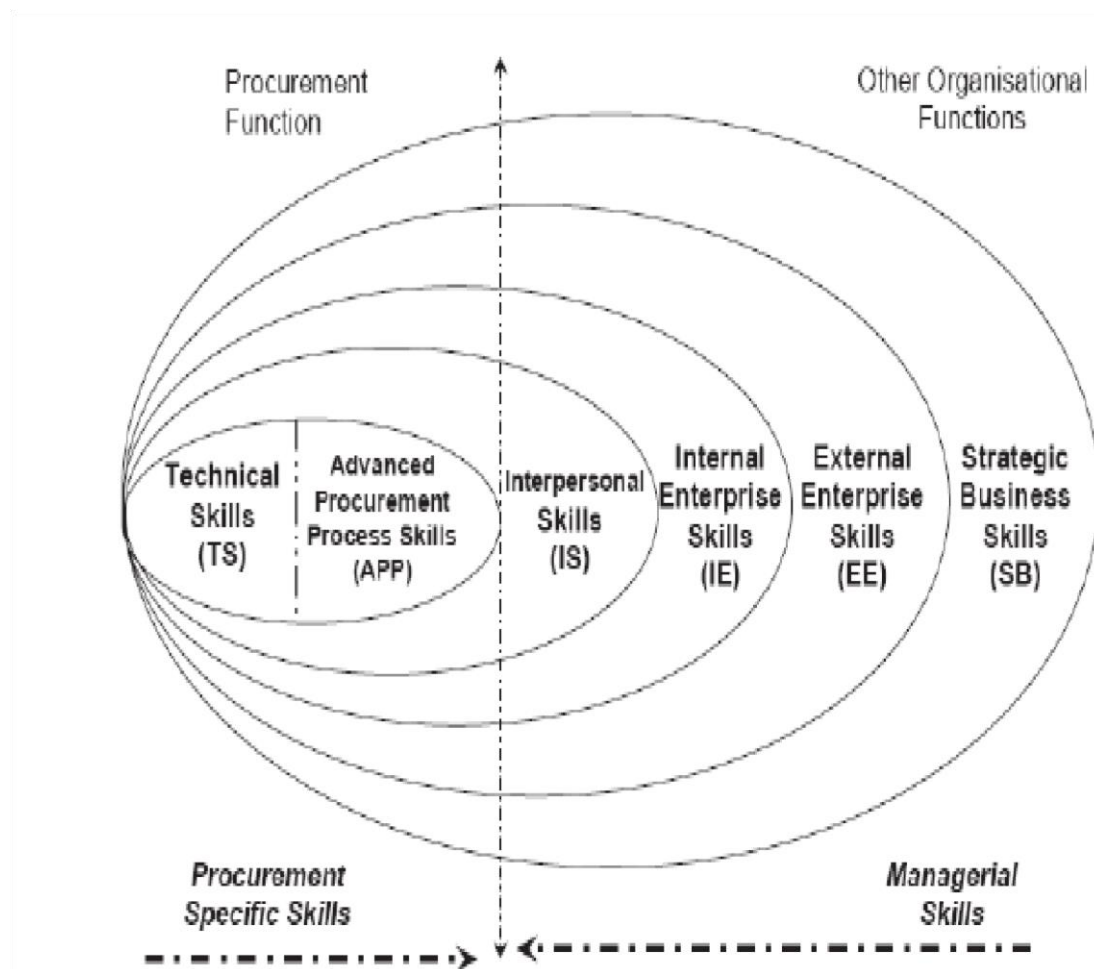 Procurement
Function
Other Organisational
Functions
Technical
Skills
(TS)
Advanced
Procurement
Process Skills
(APP)
Interpersonal
Skills
(IS)
Internal
Enterprise
Skills
(IE)
External
Enterprise
Skills
(EE)
Strategic
Business
Skills
(SB)
Procurement
Specific Skills
Managerial
Skills